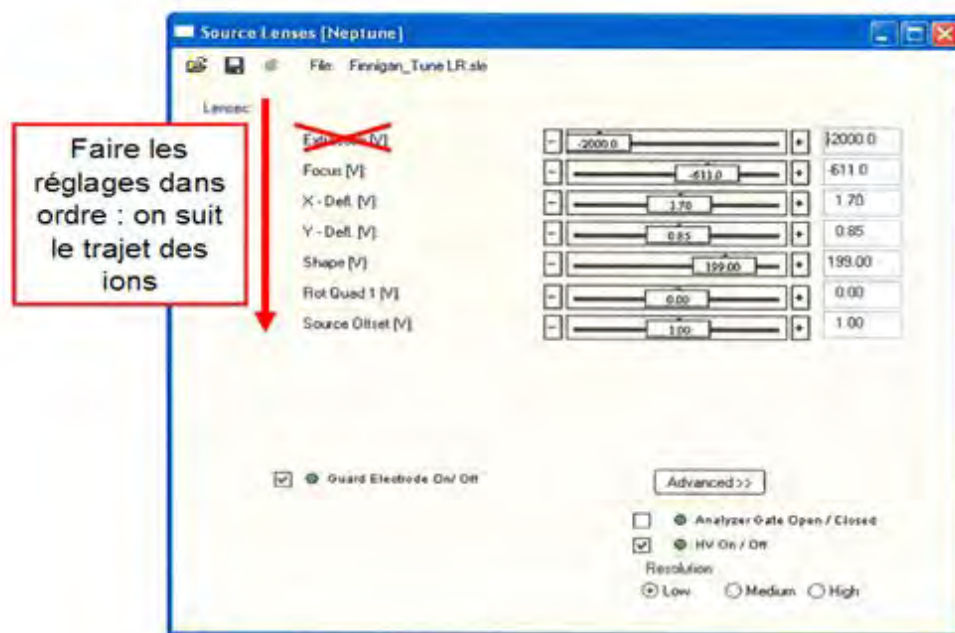 Source Lenses [Neptune]
File: Finnigan_Tune LR.sle
Lenses:
Faire les
réglages dans
ordre : on suit
le trajet des
ions
[V] -2000.0 -2000.0
Focus [V]: -611.0 -611.0
X - Defl. [V]: 1.70 1.70
Y - Defl. [V]: 0.85 0.85
Shape [V]: 199.00 199.00
Rot Quad 1 [V]: 0.00 0.00
Source Offset [V]: 1.00 1.00
Guard Electrode On/ Off
Advanced >>
Analyzer Gate Open / Closed
HV On / Off
Resolution
Low Medium High